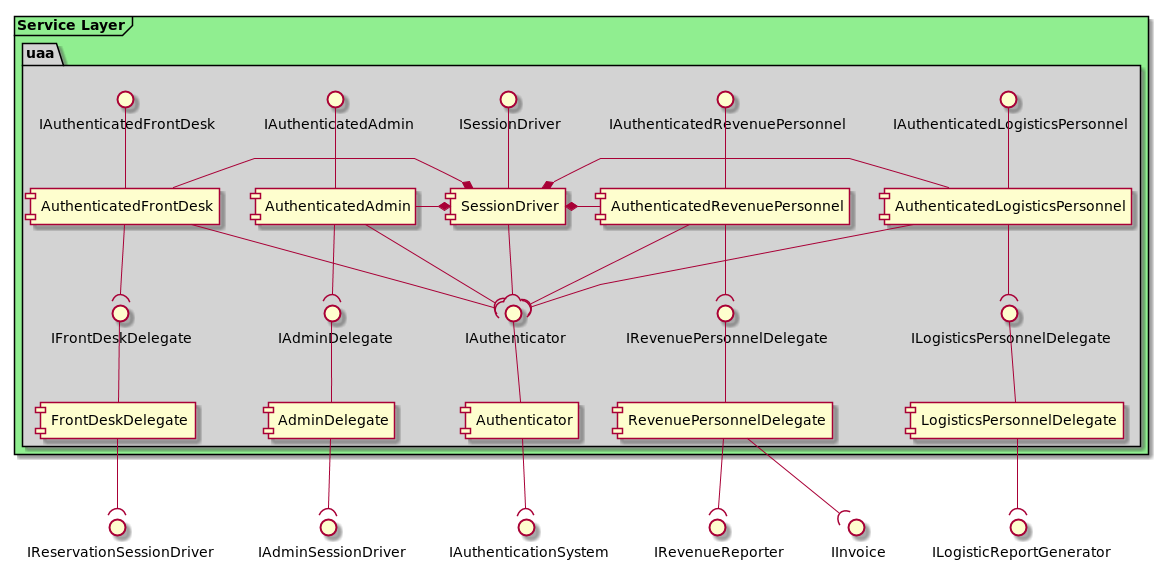 Service Layer
uaa
IAuthenticatedFrontDesk
IAuthenticatedAdmin
ISessionDriver
IAuthenticatedRevenuePersonnel
IAuthenticatedLogisticsPersonnel
AuthenticatedFrontDesk
AuthenticatedAdmin
SessionDriver
AuthenticatedRevenuePersonnel
AuthenticatedLogisticsPersonnel
IFrontDeskDelegate
IAdminDelegate
IAuthenticator
IRevenuePersonnelDelegate
ILogisticsPersonnelDelegate
FrontDeskDelegate
AdminDelegate
Authenticator
RevenuePersonnelDelegate
LogisticsPersonnelDelegate
IReservationSessionDriver
IAdminSessionDriver
IAuthenticationSystem
IRevenueReporter
IInvoice
ILogisticReportGenerator